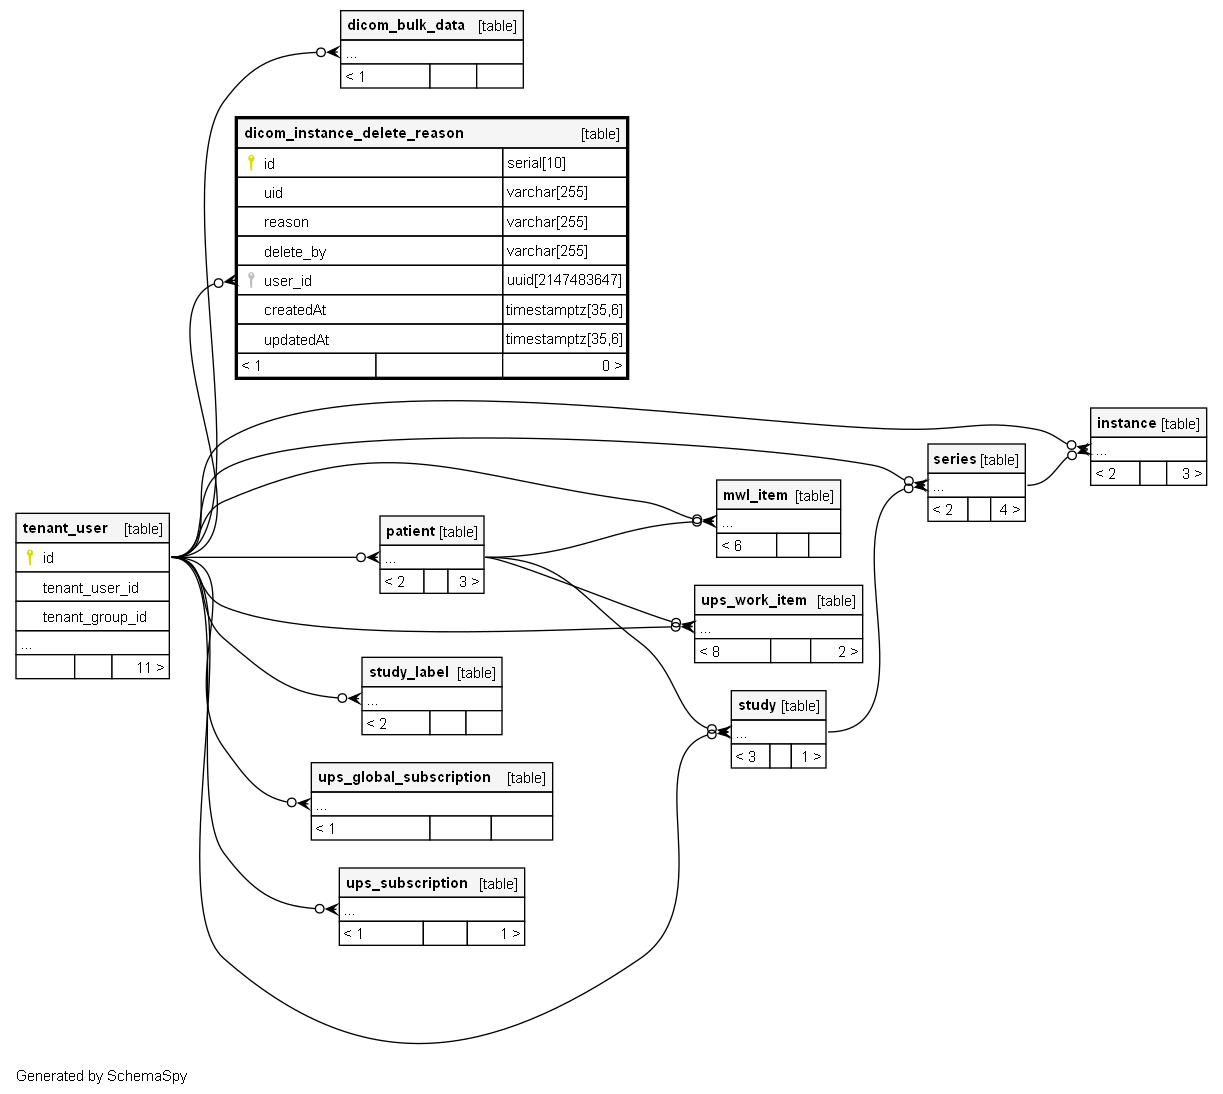 dicom_bulk_data [table]
...
< 1
dicom_instance_delete_reason [table]
id serial[10]
uid varchar[255]
reason varchar[255]
delete_by varchar[255]
user_id uuid[2147483647]
createdAt timestamptz[35,6]
updatedAt timestamptz[35,6]
< 1 0 >
instance [table]
...
< 2 3 >
series [table]
...
< 2 4 >
mwl_item [table]
...
< 6
tenant_user [table]
id
tenant_user_id
tenant_group_id
...
11 >
patient [table]
...
< 2 3 >
ups_work_item [table]
...
< 8 2 >
study_label [table]
...
< 2
study [table]
...
< 3 1 >
ups_global_subscription [table]
...
< 1
ups_subscription [table]
...
< 1 1 >
Generated by SchemaSpy